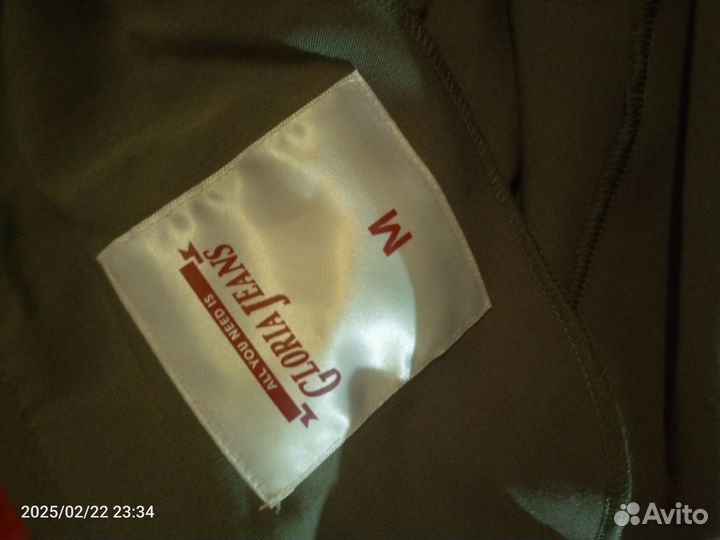 M
ALL YOU NEED IS
GLORIA JEANS
2025/02/22 23:34
Avito